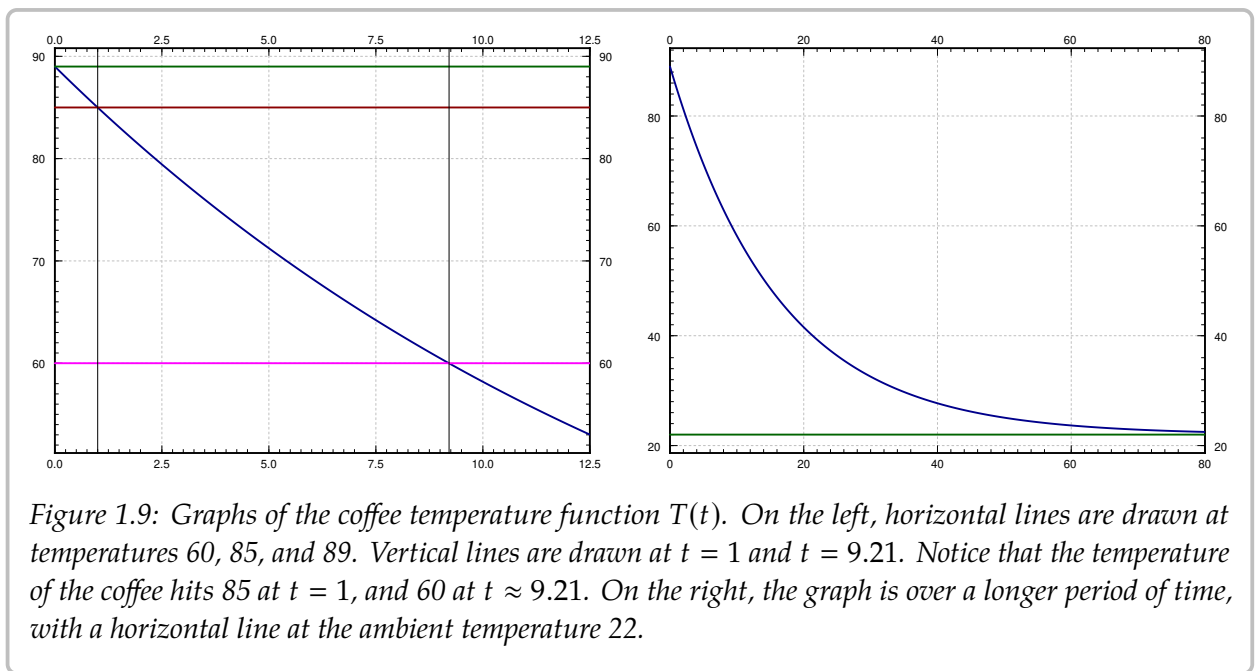 0.0 2.5 5.0 7.5 10.0 12.5
90 90
80 80
70 70
60 60
0.0 2.5 5.0 7.5 10.0 12.5
0 20 40 60 80
80 80
60 60
40 40
20 20
0 20 40 60 80
Figure 1.9: Graphs of the coffee temperature function T(t). On the left, horizontal lines are drawn at
temperatures 60, 85, and 89. Vertical lines are drawn at t = 1 and t = 9.21. Notice that the temperature
of the coffee hits 85 at t = 1, and 60 at t ≈ 9.21. On the right, the graph is over a longer period of time,
with a horizontal line at the ambient temperature 22.